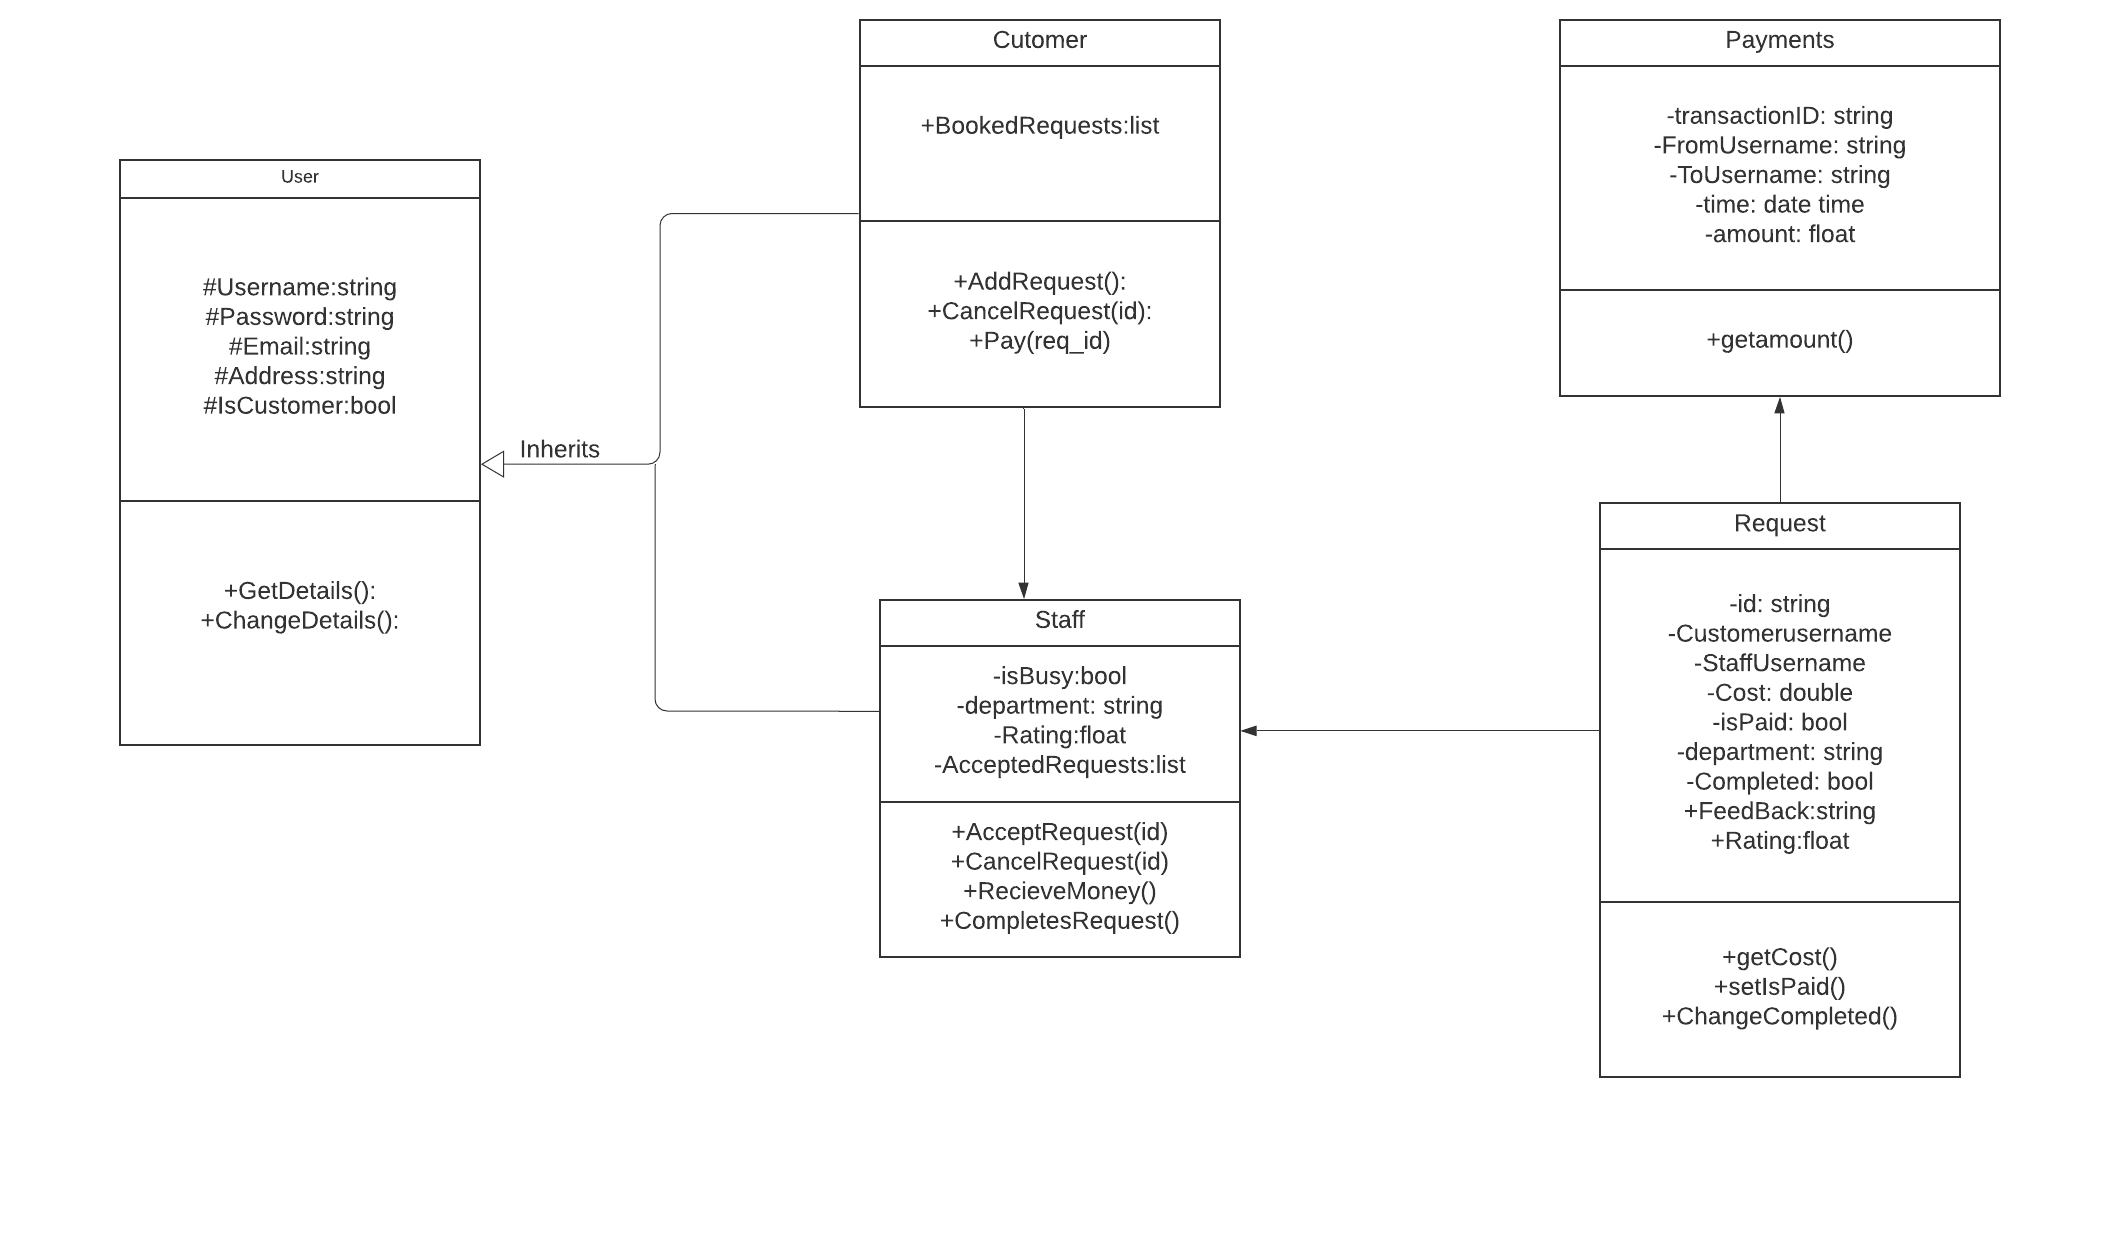 User
#Username:string
#Password:string
#Email:string
#Address:string
#IsCustomer:bool
+GetDetails():
+ChangeDetails():
Inherits
Cutomer
+BookedRequests:list
+AddRequest():
+CancelRequest(id):
+Pay(req_id)
Staff
-isBusy:bool
-department: string
-Rating:float
-AcceptedRequests:list
+AcceptRequest(id)
+CancelRequest(id)
+RecieveMoney()
+CompletesRequest()
Payments
-transactionID: string
-FromUsername: string
-ToUsername: string
-time: date time
-amount: float
+getamount()
Request
-id: string
-Customerusername
-StaffUsername
-Cost: double
-isPaid: bool
-department: string
-Completed: bool
+FeedBack:string
+Rating:float
+getCost()
+setIsPaid()
+ChangeCompleted()